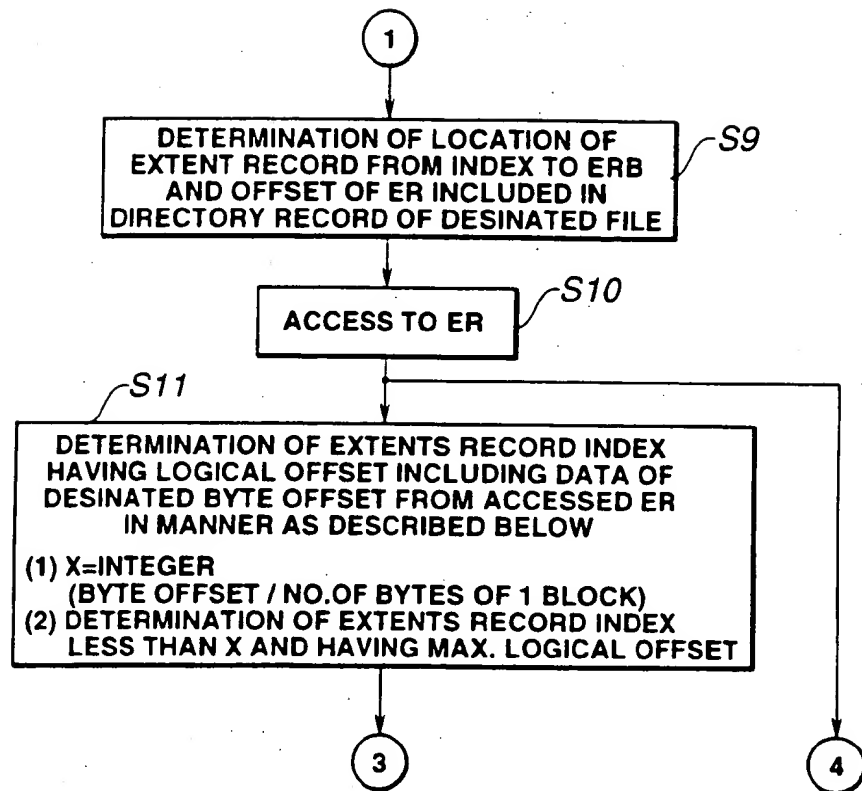 1
DETERMINATION OF LOCATION OF
EXTENT RECORD FROM INDEX TO ERB
AND OFFSET OF ER INCLUDED IN
DIRECTORY RECORD OF DESINATED FILE
S9
ACCESS TO ER
S10
S11
DETERMINATION OF EXTENTS RECORD INDEX
HAVING LOGICAL OFFSET INCLUDING DATA OF
DESINATED BYTE OFFSET FROM ACCESSED ER
IN MANNER AS DESCRIBED BELOW
(1) X=INTEGER
(BYTE OFFSET / NO.OF BYTES OF 1 BLOCK)
(2) DETERMINATION OF EXTENTS RECORD INDEX
LESS THAN X AND HAVING MAX. LOGICAL OFFSET
3
4